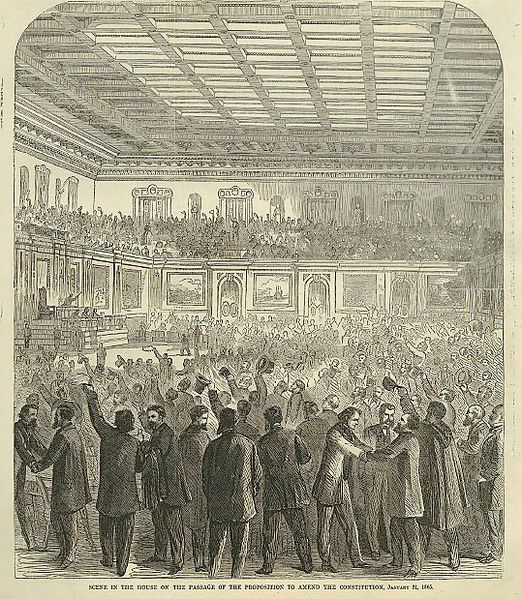 SCENE IN THE HOUSE ON THE PASSAGE OF THE PROPOSITION TO AMEND THE CONSTITUTION, JANUARY 31, 1865.